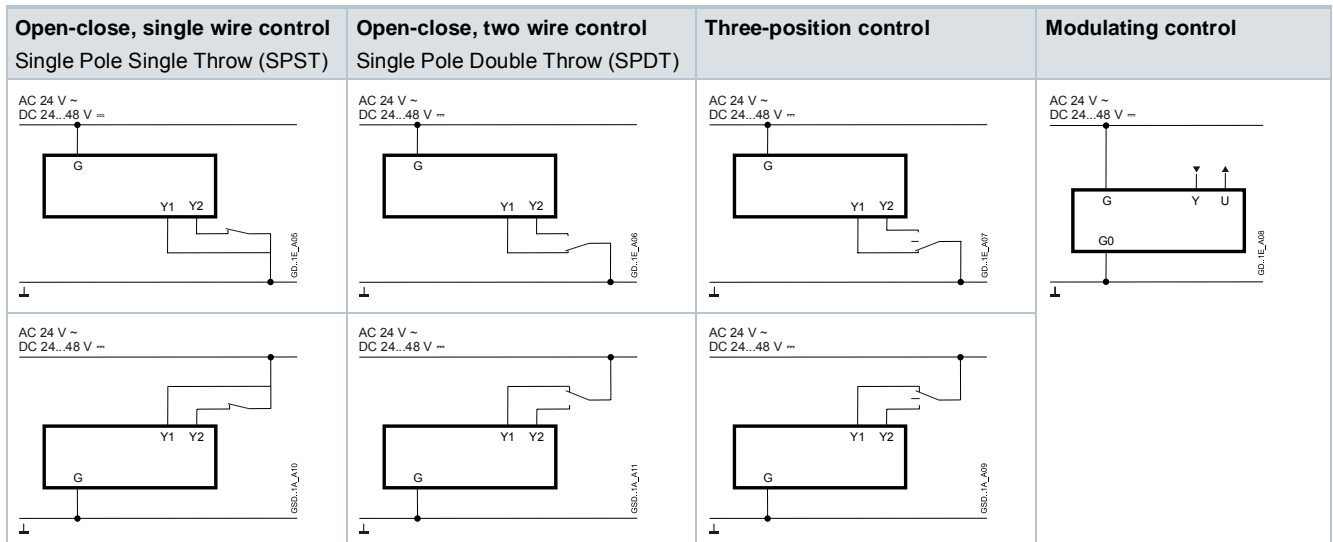 Open-close, single wire control
Single Pole Single Throw (SPST)
Open-close, two wire control
Single Pole Double Throw (SPDT)
Three-position control
Modulating control
AC 24 V ~
DC 24...48 V ⎓
G
Y1 Y2
GD..1E_A05
AC 24 V ~
DC 24...48 V ⎓
G
Y1 Y2
GD..1E_A06
AC 24 V ~
DC 24...48 V ⎓
G
Y1 Y2
GD..1E_A07
AC 24 V ~
DC 24...48 V ⎓
G Y U
G0
GD..1E_A08
AC 24 V ~
DC 24...48 V ⎓
Y1 Y2
G
GSD..1A_A10
AC 24 V ~
DC 24...48 V ⎓
Y1 Y2
G
GSD..1A_A11
AC 24 V ~
DC 24...48 V ⎓
Y1 Y2
G
GSD..1A_A09